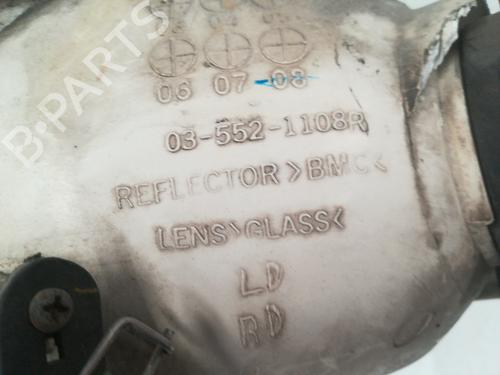 06 07 08
03-552-1108R
REFLECTOR >BMC<
LENS>GLASS<
LD
RD
B-PARTS